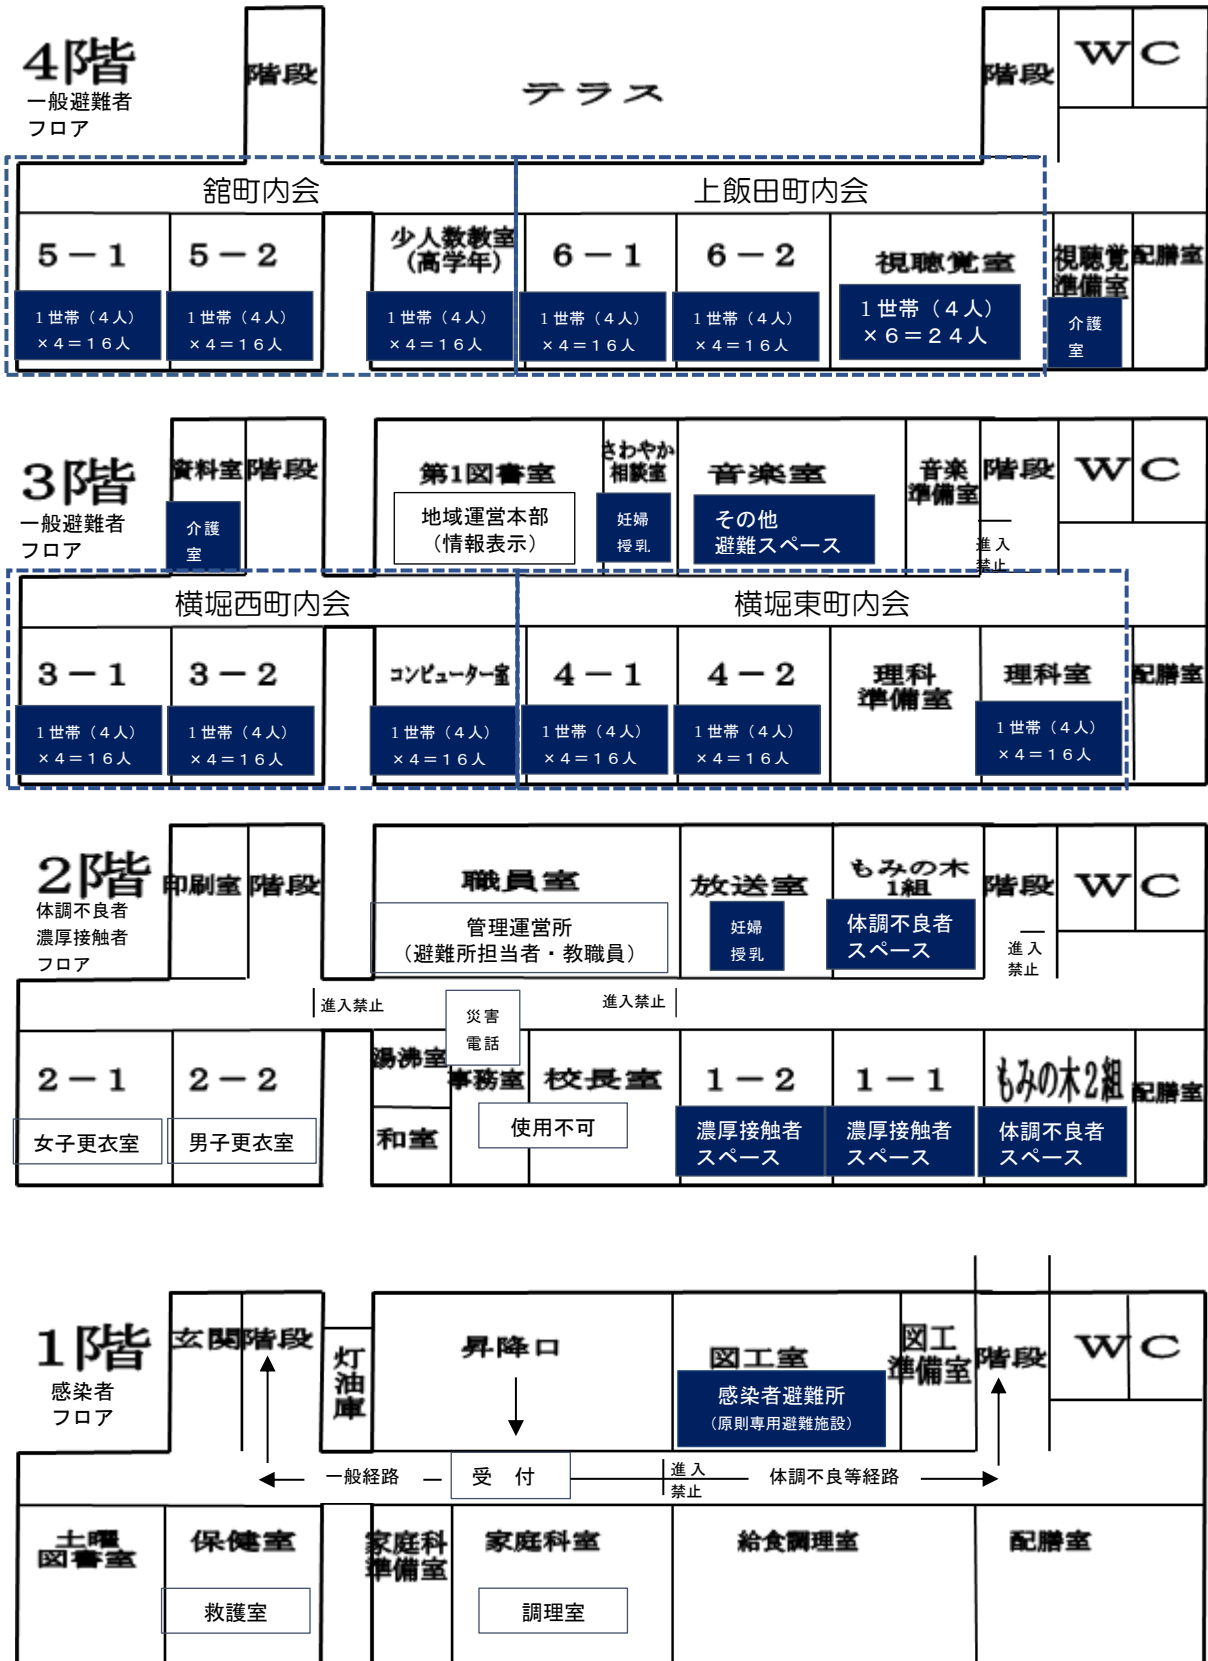 4階
一般避難者
フロア
階段
テラス
階段
WC
舘町内会
上飯田町内会
5－1
5－2
少人数教室
(高学年)
6－1
6－2
視聴覚室
視聴覚
準備室
配膳室
1世帯（4人）
×4＝16人
1世帯（4人）
×4＝16人
1世帯（4人）
×4＝16人
1世帯（4人）
×4＝16人
1世帯（4人）
×4＝16人
1世帯（4人）
×6＝24人
介護
室
3階
一般避難者
フロア
資料室
介護
室
階段
第1図書室
地域運営本部
（情報表示）
さわやか
相談室
妊婦
授乳
音楽室
その他
避難スペース
音楽
準備室
階段
進入
禁止
WC
横堀西町内会
横堀東町内会
3－1
3－2
コンピューター室
4－1
4－2
理科
準備室
理科室
配膳室
1世帯（4人）
×4＝16人
1世帯（4人）
×4＝16人
1世帯（4人）
×4＝16人
1世帯（4人）
×4＝16人
1世帯（4人）
×4＝16人
1世帯（4人）
×4＝16人
2階
体調不良者
濃厚接触者
フロア
印刷室
階段
職員室
管理運営所
（避難所担当者・教職員）
放送室
妊婦
授乳
もみの木
1組
体調不良者
スペース
階段
進入
禁止
WC
進入禁止
進入禁止
災害
電話
2－1
女子更衣室
2－2
男子更衣室
湯沸室
和室
事務室
校長室
使用不可
1－2
濃厚接触者
スペース
1－1
濃厚接触者
スペース
もみの木2組
体調不良者
スペース
配膳室
1階
感染者
フロア
玄関
階段
灯油庫
昇降口
図工室
感染者避難所
（原則専用避難施設）
図工
準備室
階段
WC
一般経路
受　付
進入
禁止
体調不良等経路
土曜
図書室
保健室
救護室
家庭科
準備室
家庭科室
調理室
給食調理室
配膳室